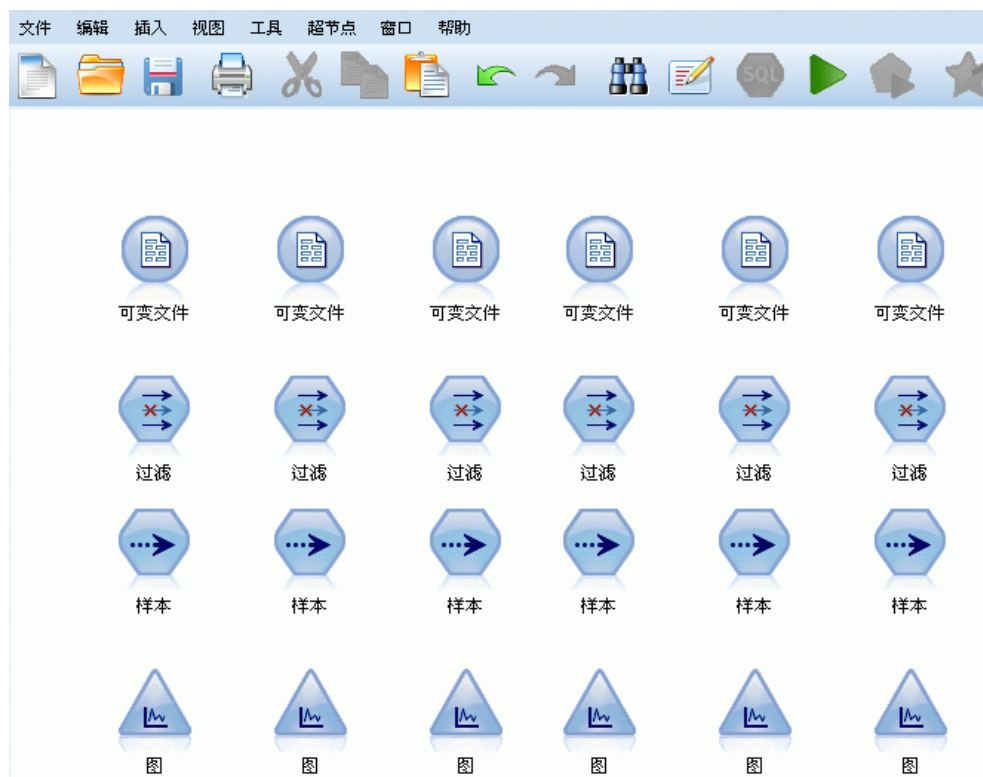 文件 编辑 插入 视图 工具 超节点 窗口 帮助
SQL
可变文件 可变文件 可变文件 可变文件 可变文件 可变文件
过滤 过滤 过滤 过滤 过滤 过滤
样本 样本 样本 样本 样本 样本
图 图 图 图 图 图